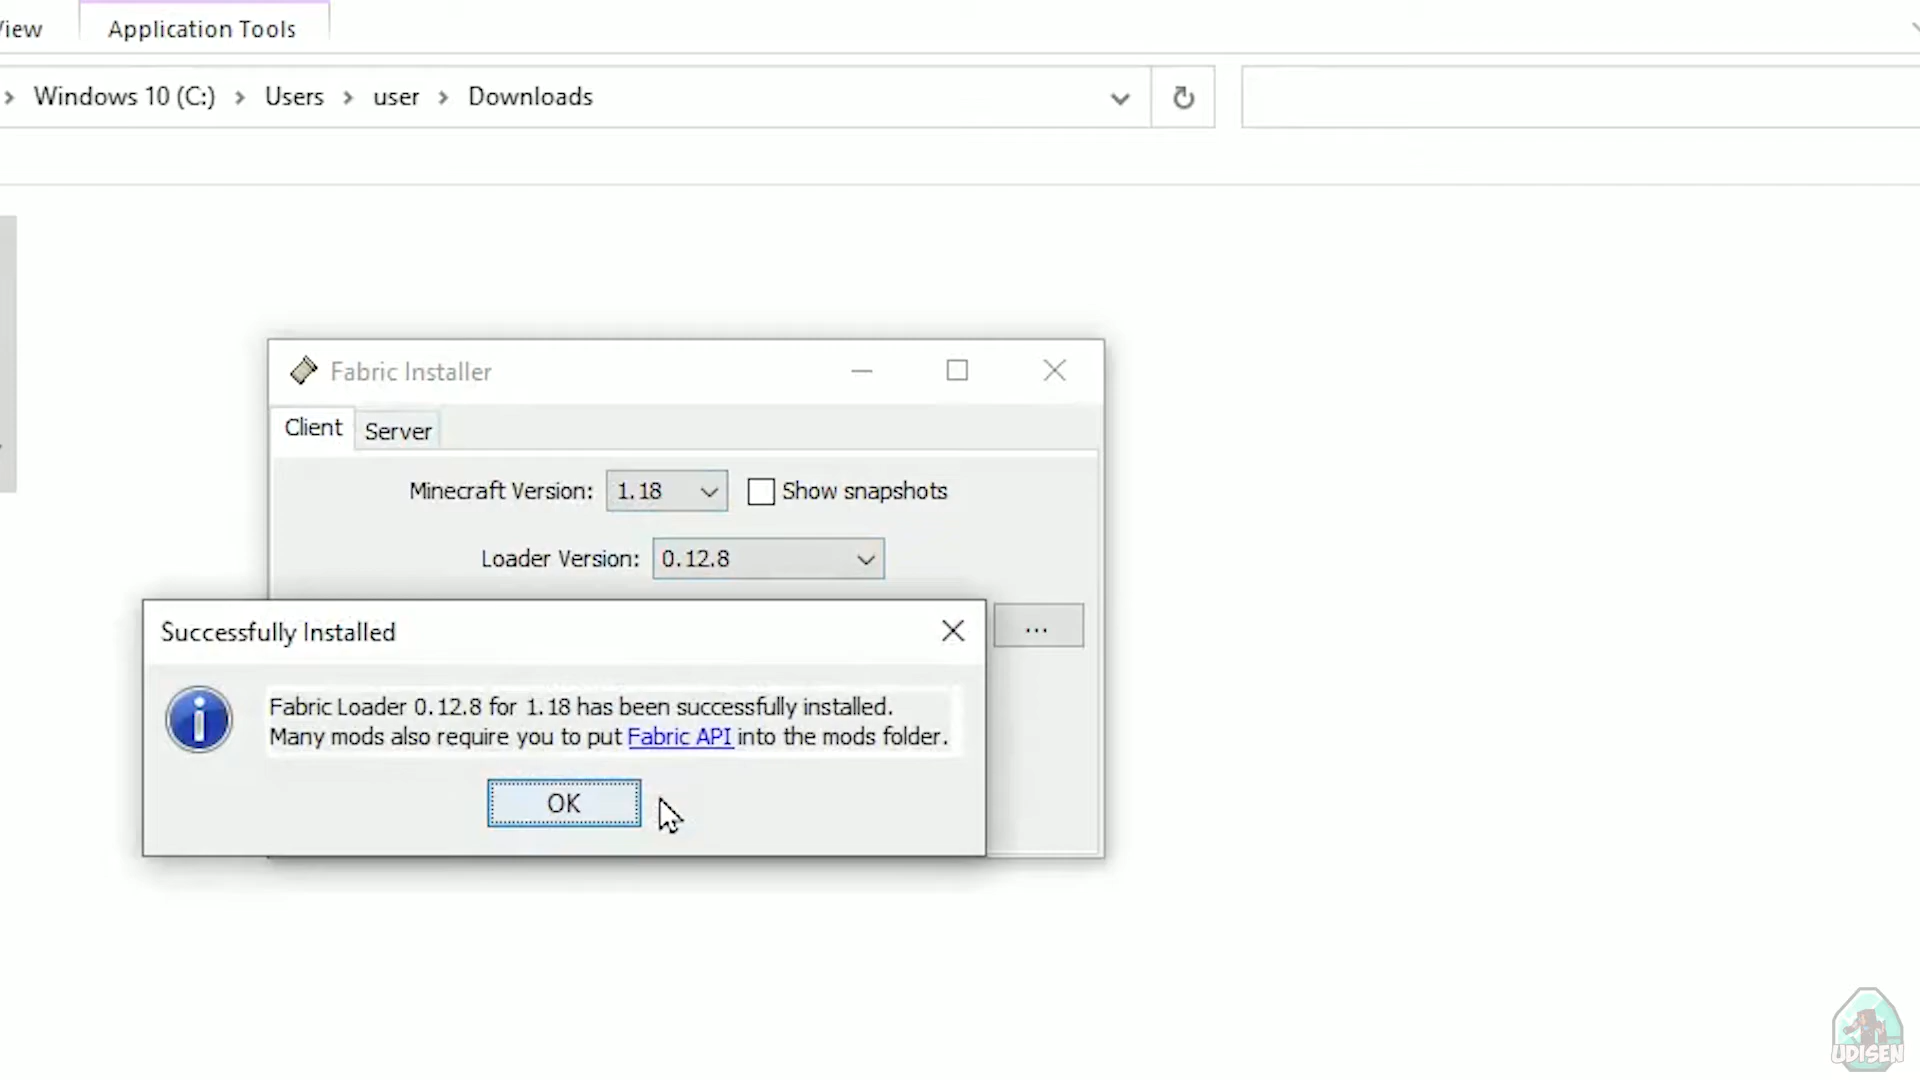 Application Tools
Windows 10 (C:) > Users > user > Downloads
Fabric Installer
Client
Server
Minecraft Version: 1.18 Show snapshots
Loader Version: 0.12.8
...
Successfully Installed
Fabric Loader 0.12.8 for 1.18 has been successfully installed.
Many mods also require you to put Fabric API into the mods folder.
OK
UDISEN